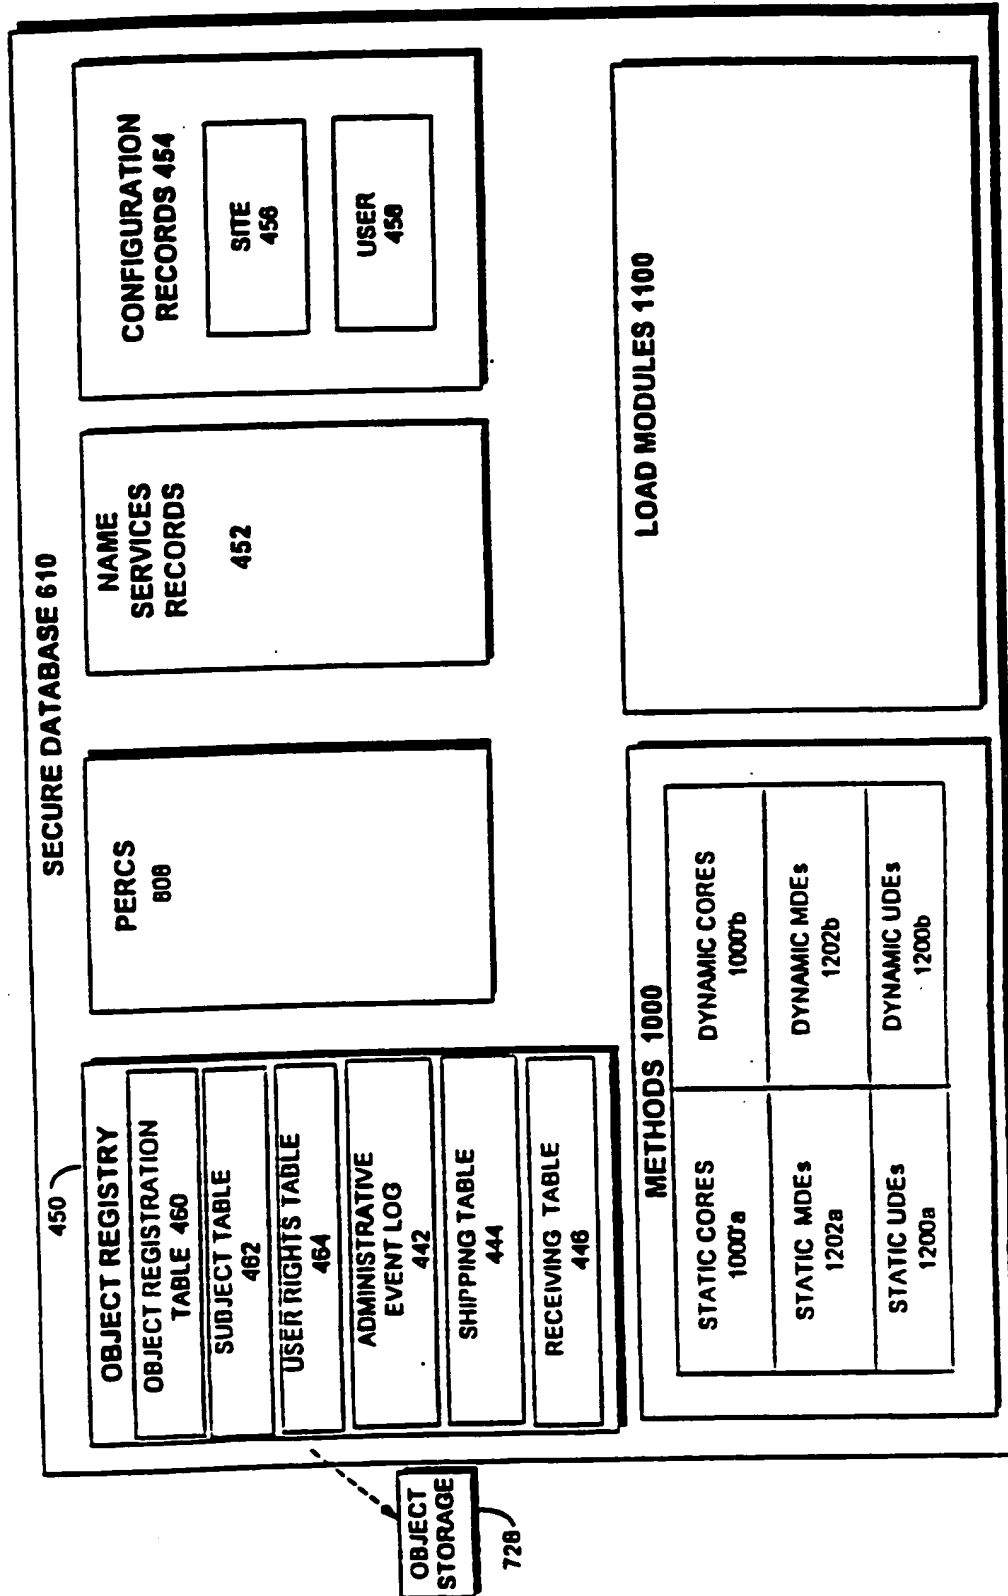 SECURE DATABASE 610
450
OBJECT REGISTRY
OBJECT REGISTRATION
TABLE 460
SUBJECT TABLE
462
USER RIGHTS TABLE
464
ADMINISTRATIVE
EVENT LOG
442
SHIPPING TABLE
444
RECEIVING TABLE
446
PERCS
808
NAME
SERVICES
RECORDS
452
CONFIGURATION
RECORDS 454
SITE
456
USER
458
OBJECT
STORAGE
728
METHODS 1000
STATIC CORES
1000'a
DYNAMIC CORES
1000'b
STATIC MDEs
1202a
DYNAMIC MDEs
1202b
STATIC UDEs
1200a
DYNAMIC UDEs
1200b
LOAD MODULES 1100